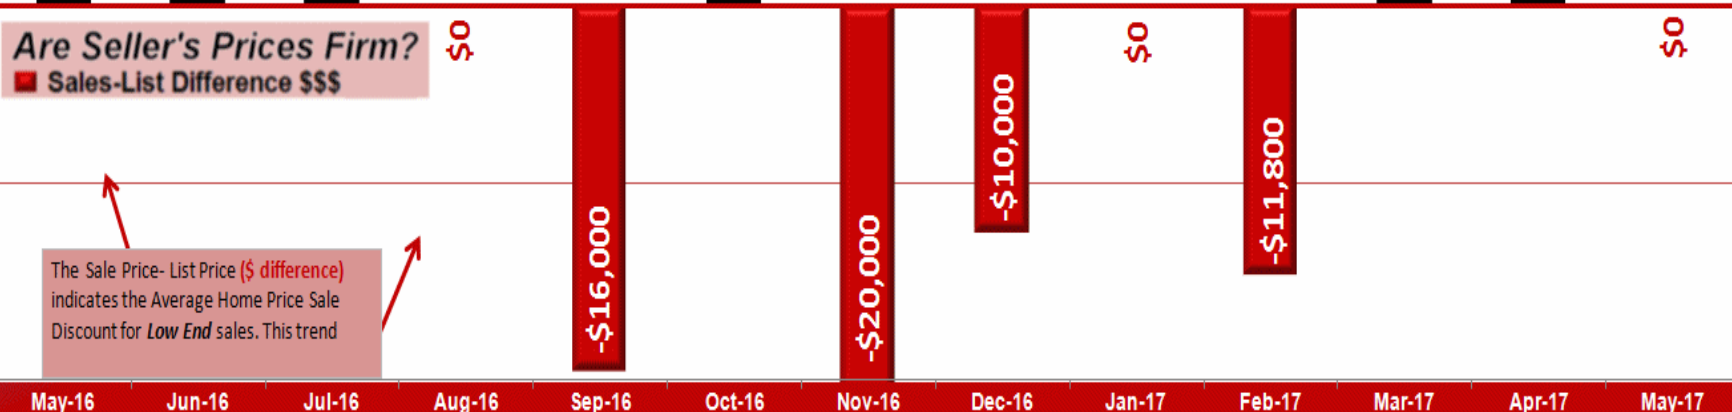 Are Seller's Prices Firm?
Sales-List Difference $$$
$0
-$16,000
-$20,000
-$10,000
$0
-$11,800
$0
The Sale Price- List Price ($ difference)
indicates the Average Home Price Sale
Discount for Low End sales. This trend
May-16 Jun-16 Jul-16 Aug-16 Sep-16 Oct-16 Nov-16 Dec-16 Jan-17 Feb-17 Mar-17 Apr-17 May-17